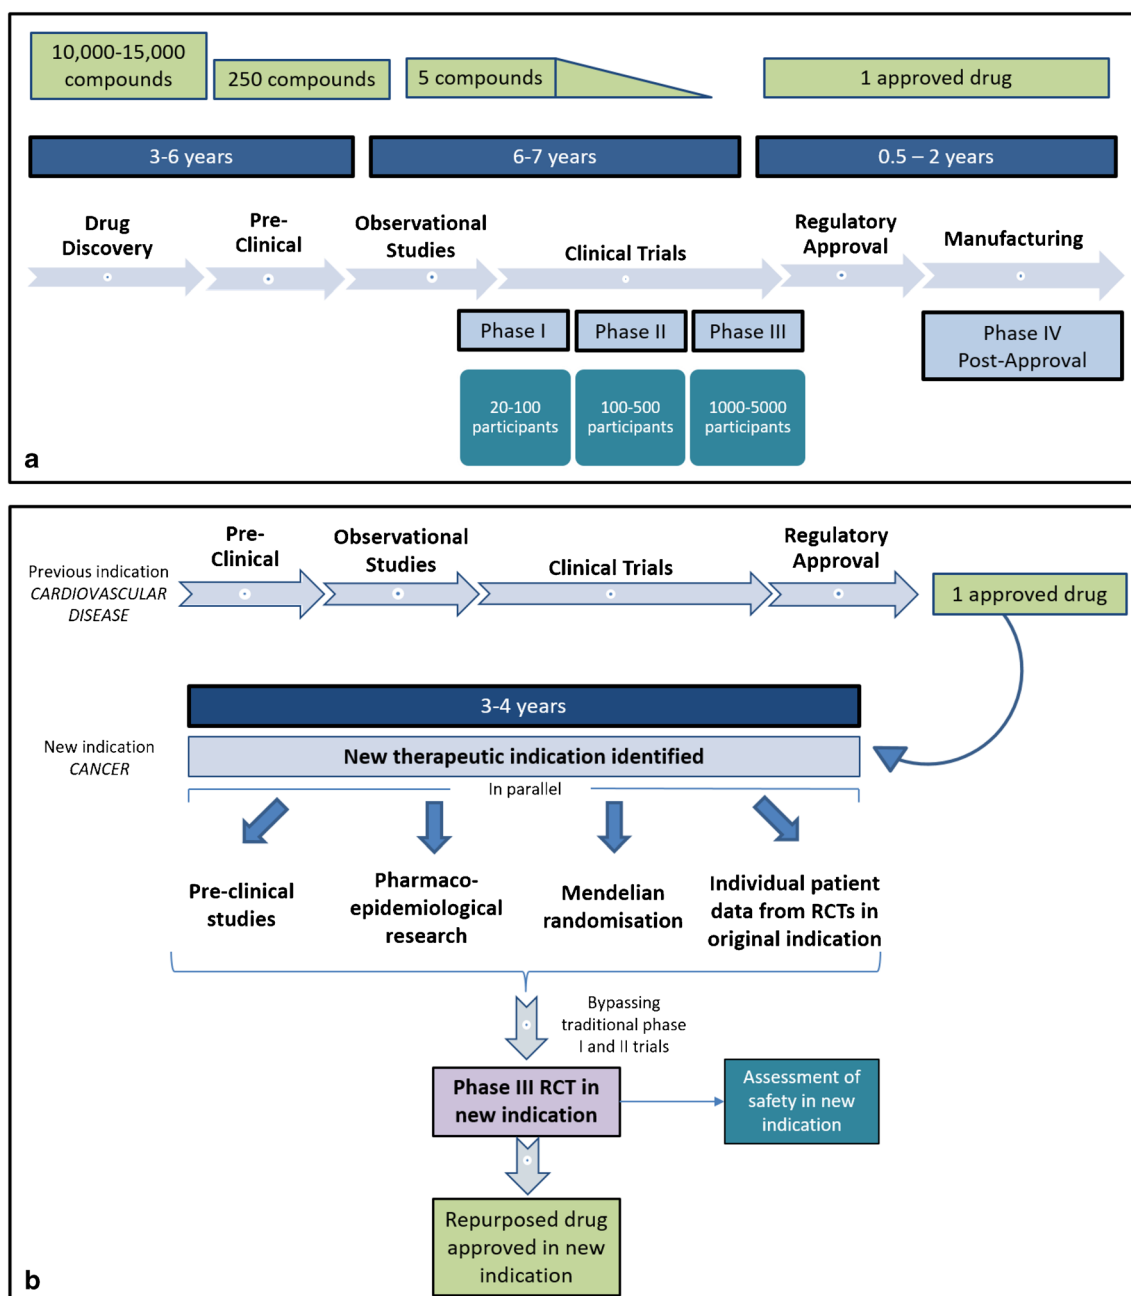 10,000-15,000
compounds
250 compounds
5 compounds
1 approved drug
3-6 years
6-7 years
0.5 – 2 years
Drug
Discovery
Pre-
Clinical
Observational
Studies
Clinical Trials
Regulatory
Approval
Manufacturing
Phase I
Phase II
Phase III
Phase IV
Post-Approval
20-100
participants
100-500
participants
1000-5000
participants
a
Pre-
Clinical
Observational
Studies
Clinical Trials
Regulatory
Approval
Previous indication
CARDIOVASCULAR
DISEASE
1 approved drug
3-4 years
New indication
CANCER
New therapeutic indication identified
In parallel
Pre-clinical
studies
Pharmaco-
epidemiological
research
Mendelian
randomisation
Individual patient
data from RCTs in
original indication
Bypassing
traditional phase
I and II trials
Phase III RCT in
new indication
Assessment of
safety in new
indication
Repurposed drug
approved in new
indication
b